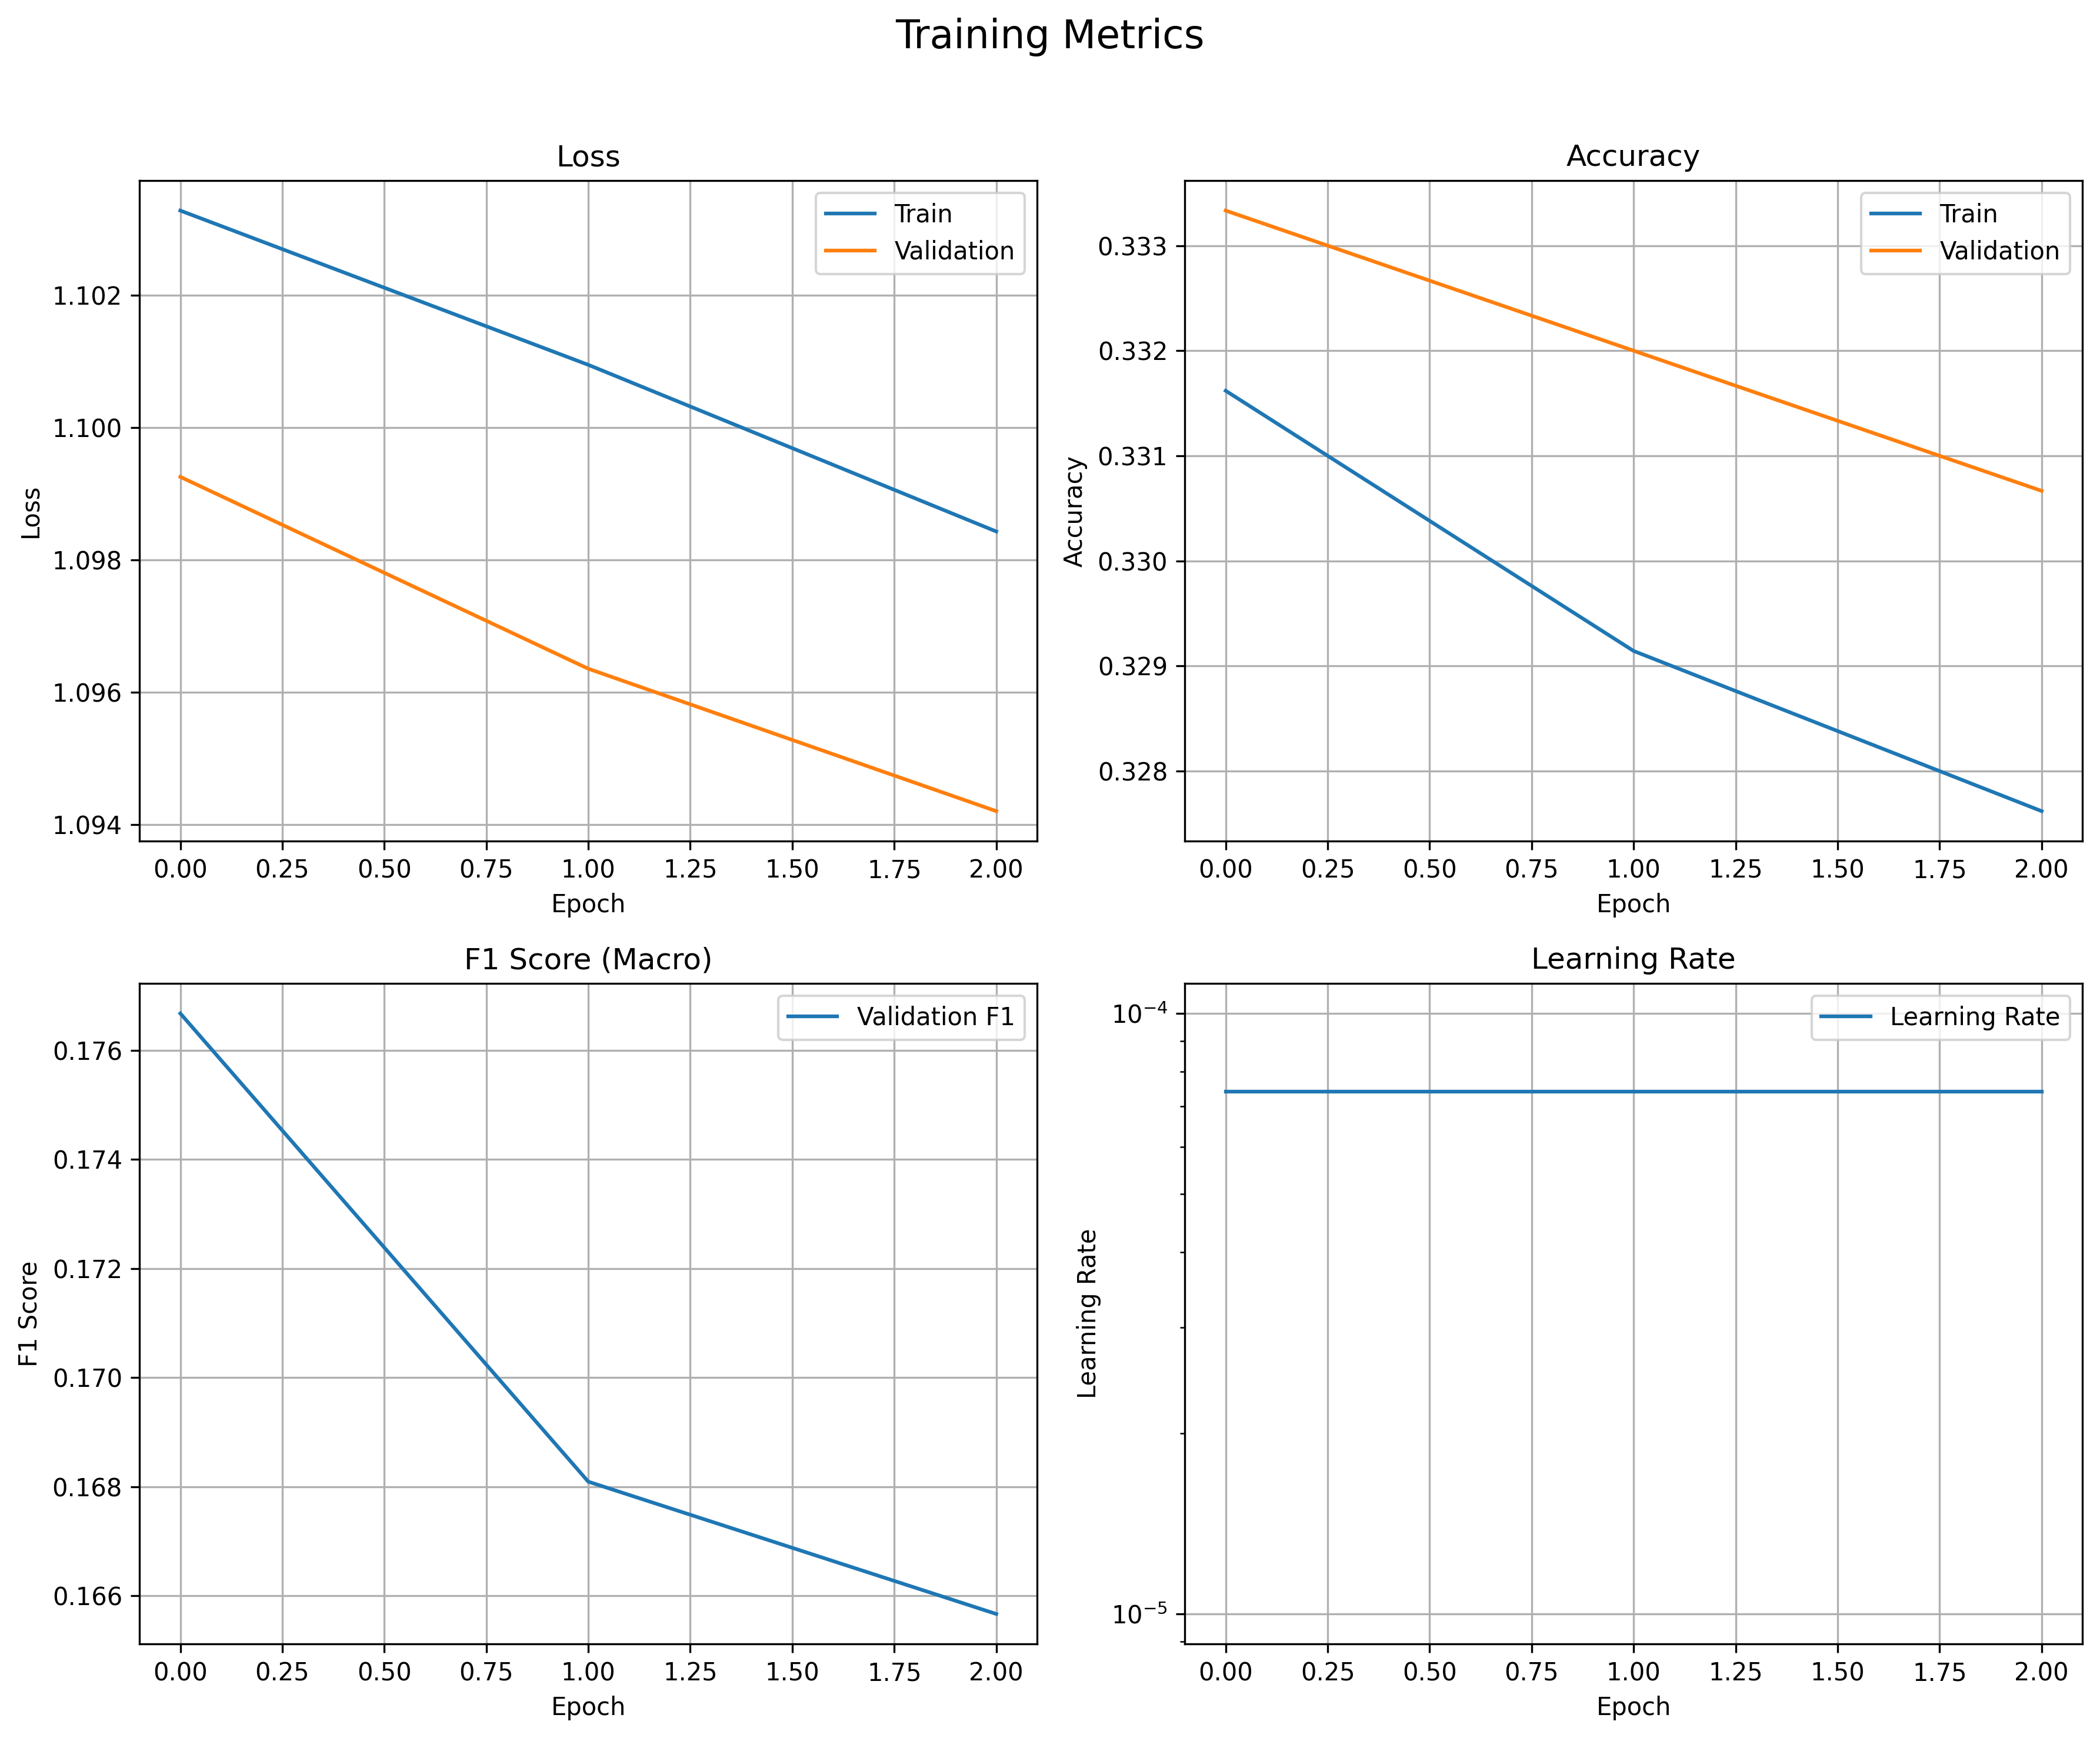 Training Metrics
Loss
Train
Validation
1.102
1.100
1.098
1.096
1.094
Loss
0.00 0.25 0.50 0.75 1.00 1.25 1.50 1.75 2.00
Epoch
Accuracy
Train
Validation
0.333
0.332
0.331
0.330
0.329
0.328
Accuracy
0.00 0.25 0.50 0.75 1.00 1.25 1.50 1.75 2.00
Epoch
F1 Score (Macro)
Validation F1
0.176
0.174
0.172
0.170
0.168
0.166
F1 Score
0.00 0.25 0.50 0.75 1.00 1.25 1.50 1.75 2.00
Epoch
Learning Rate
Learning Rate
10⁻⁴
10⁻⁵
Learning Rate
0.00 0.25 0.50 0.75 1.00 1.25 1.50 1.75 2.00
Epoch